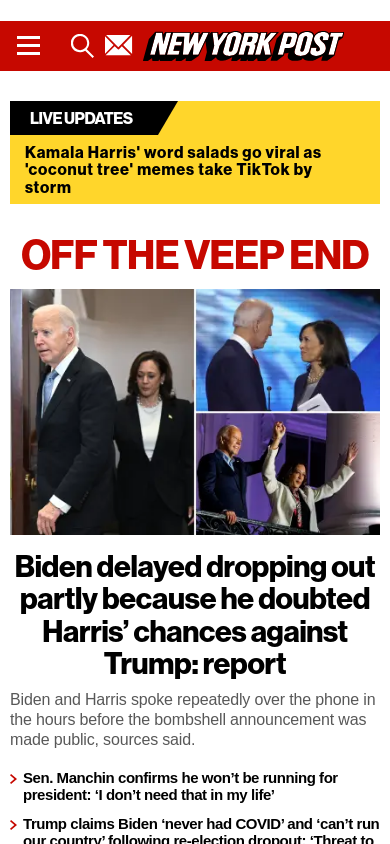 NEW YORK POST
LIVE UPDATES
Kamala Harris' word salads go viral as
'coconut tree' memes take TikTok by
storm
OFF THE VEEP END
Biden delayed dropping out
partly because he doubted
Harris’ chances against
Trump: report
Biden and Harris spoke repeatedly over the phone in
the hours before the bombshell announcement was
made public, sources said.
Sen. Manchin confirms he won’t be running for
president: ‘I don’t need that in my life’
Trump claims Biden ‘never had COVID’ and ‘can’t run
our country’ following re-election dropout: ‘Threat to